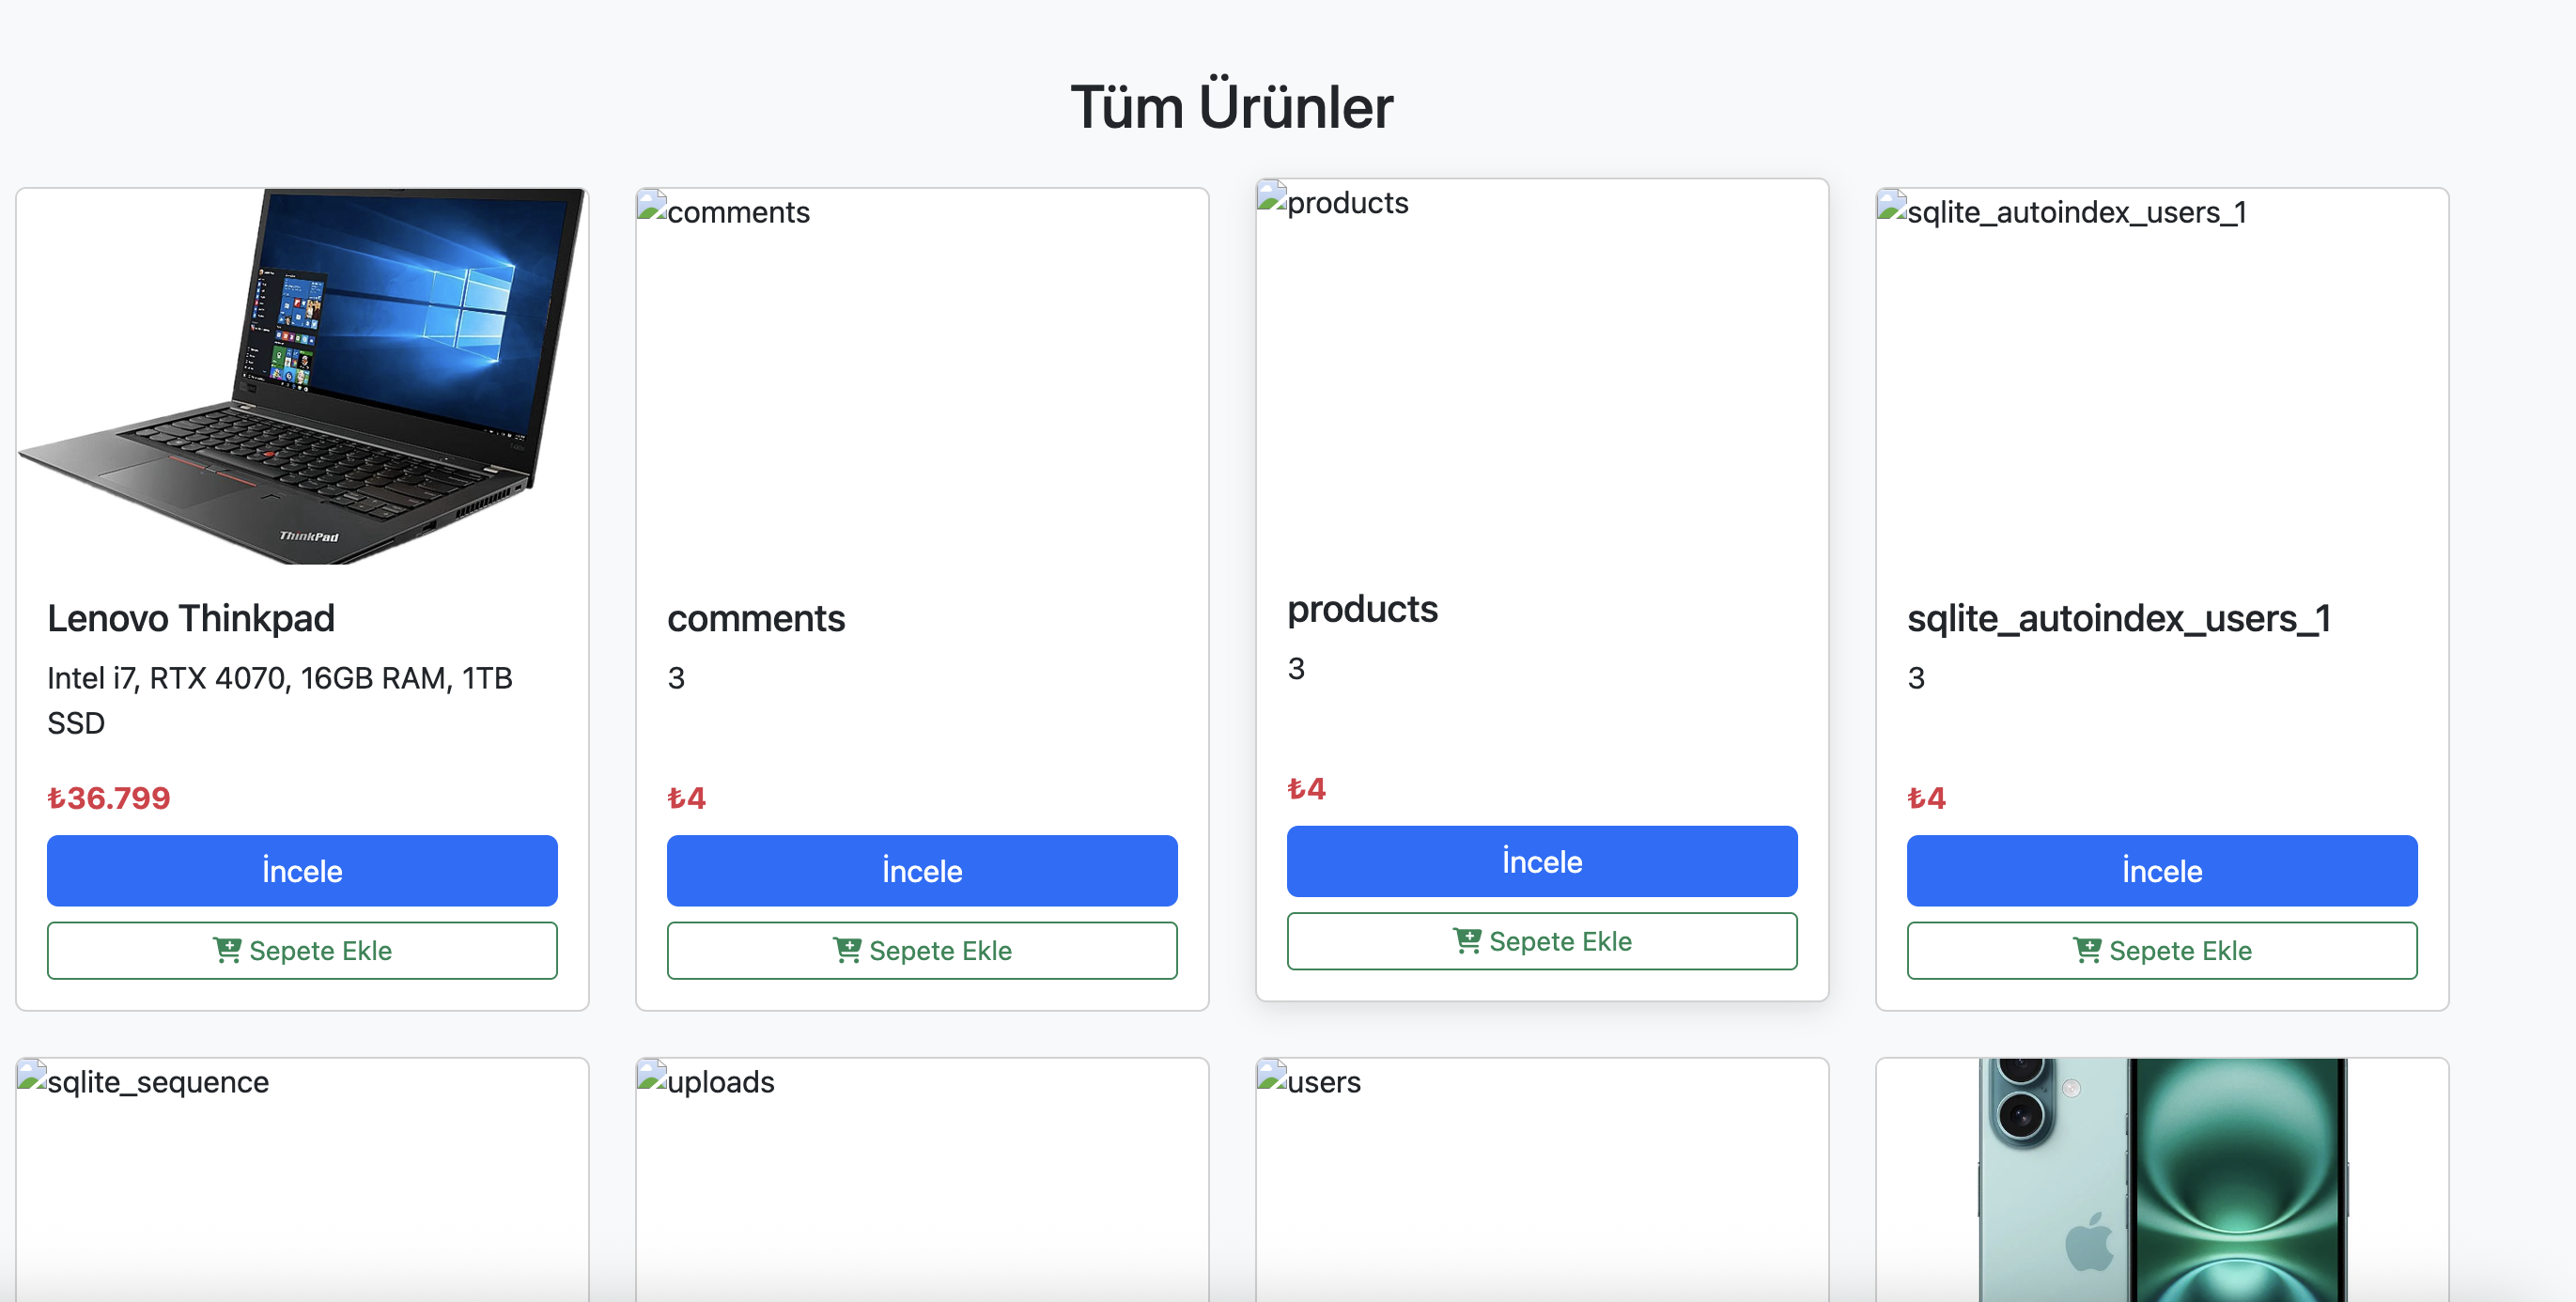 Tüm Ürünler
comments
products
sqlite_autoindex_users_1
ThinkPad
Lenovo Thinkpad
Intel i7, RTX 4070, 16GB RAM, 1TB
SSD
₺36.799
İncele
Sepete Ekle
comments
3
₺4
İncele
Sepete Ekle
products
3
₺4
İncele
Sepete Ekle
sqlite_autoindex_users_1
3
₺4
İncele
Sepete Ekle
sqlite_sequence
uploads
users